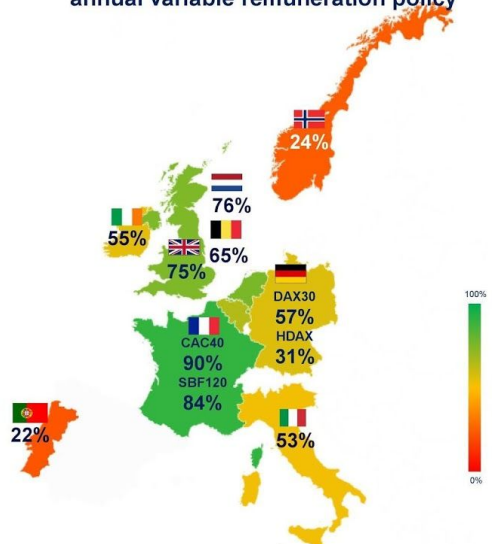 annual variable remuneration policy
24%
76%
55%
65%
75%
DAX30
57%
HDAX
31%
CAC40
90%
SBF120
84%
22%
53%
100%
0%